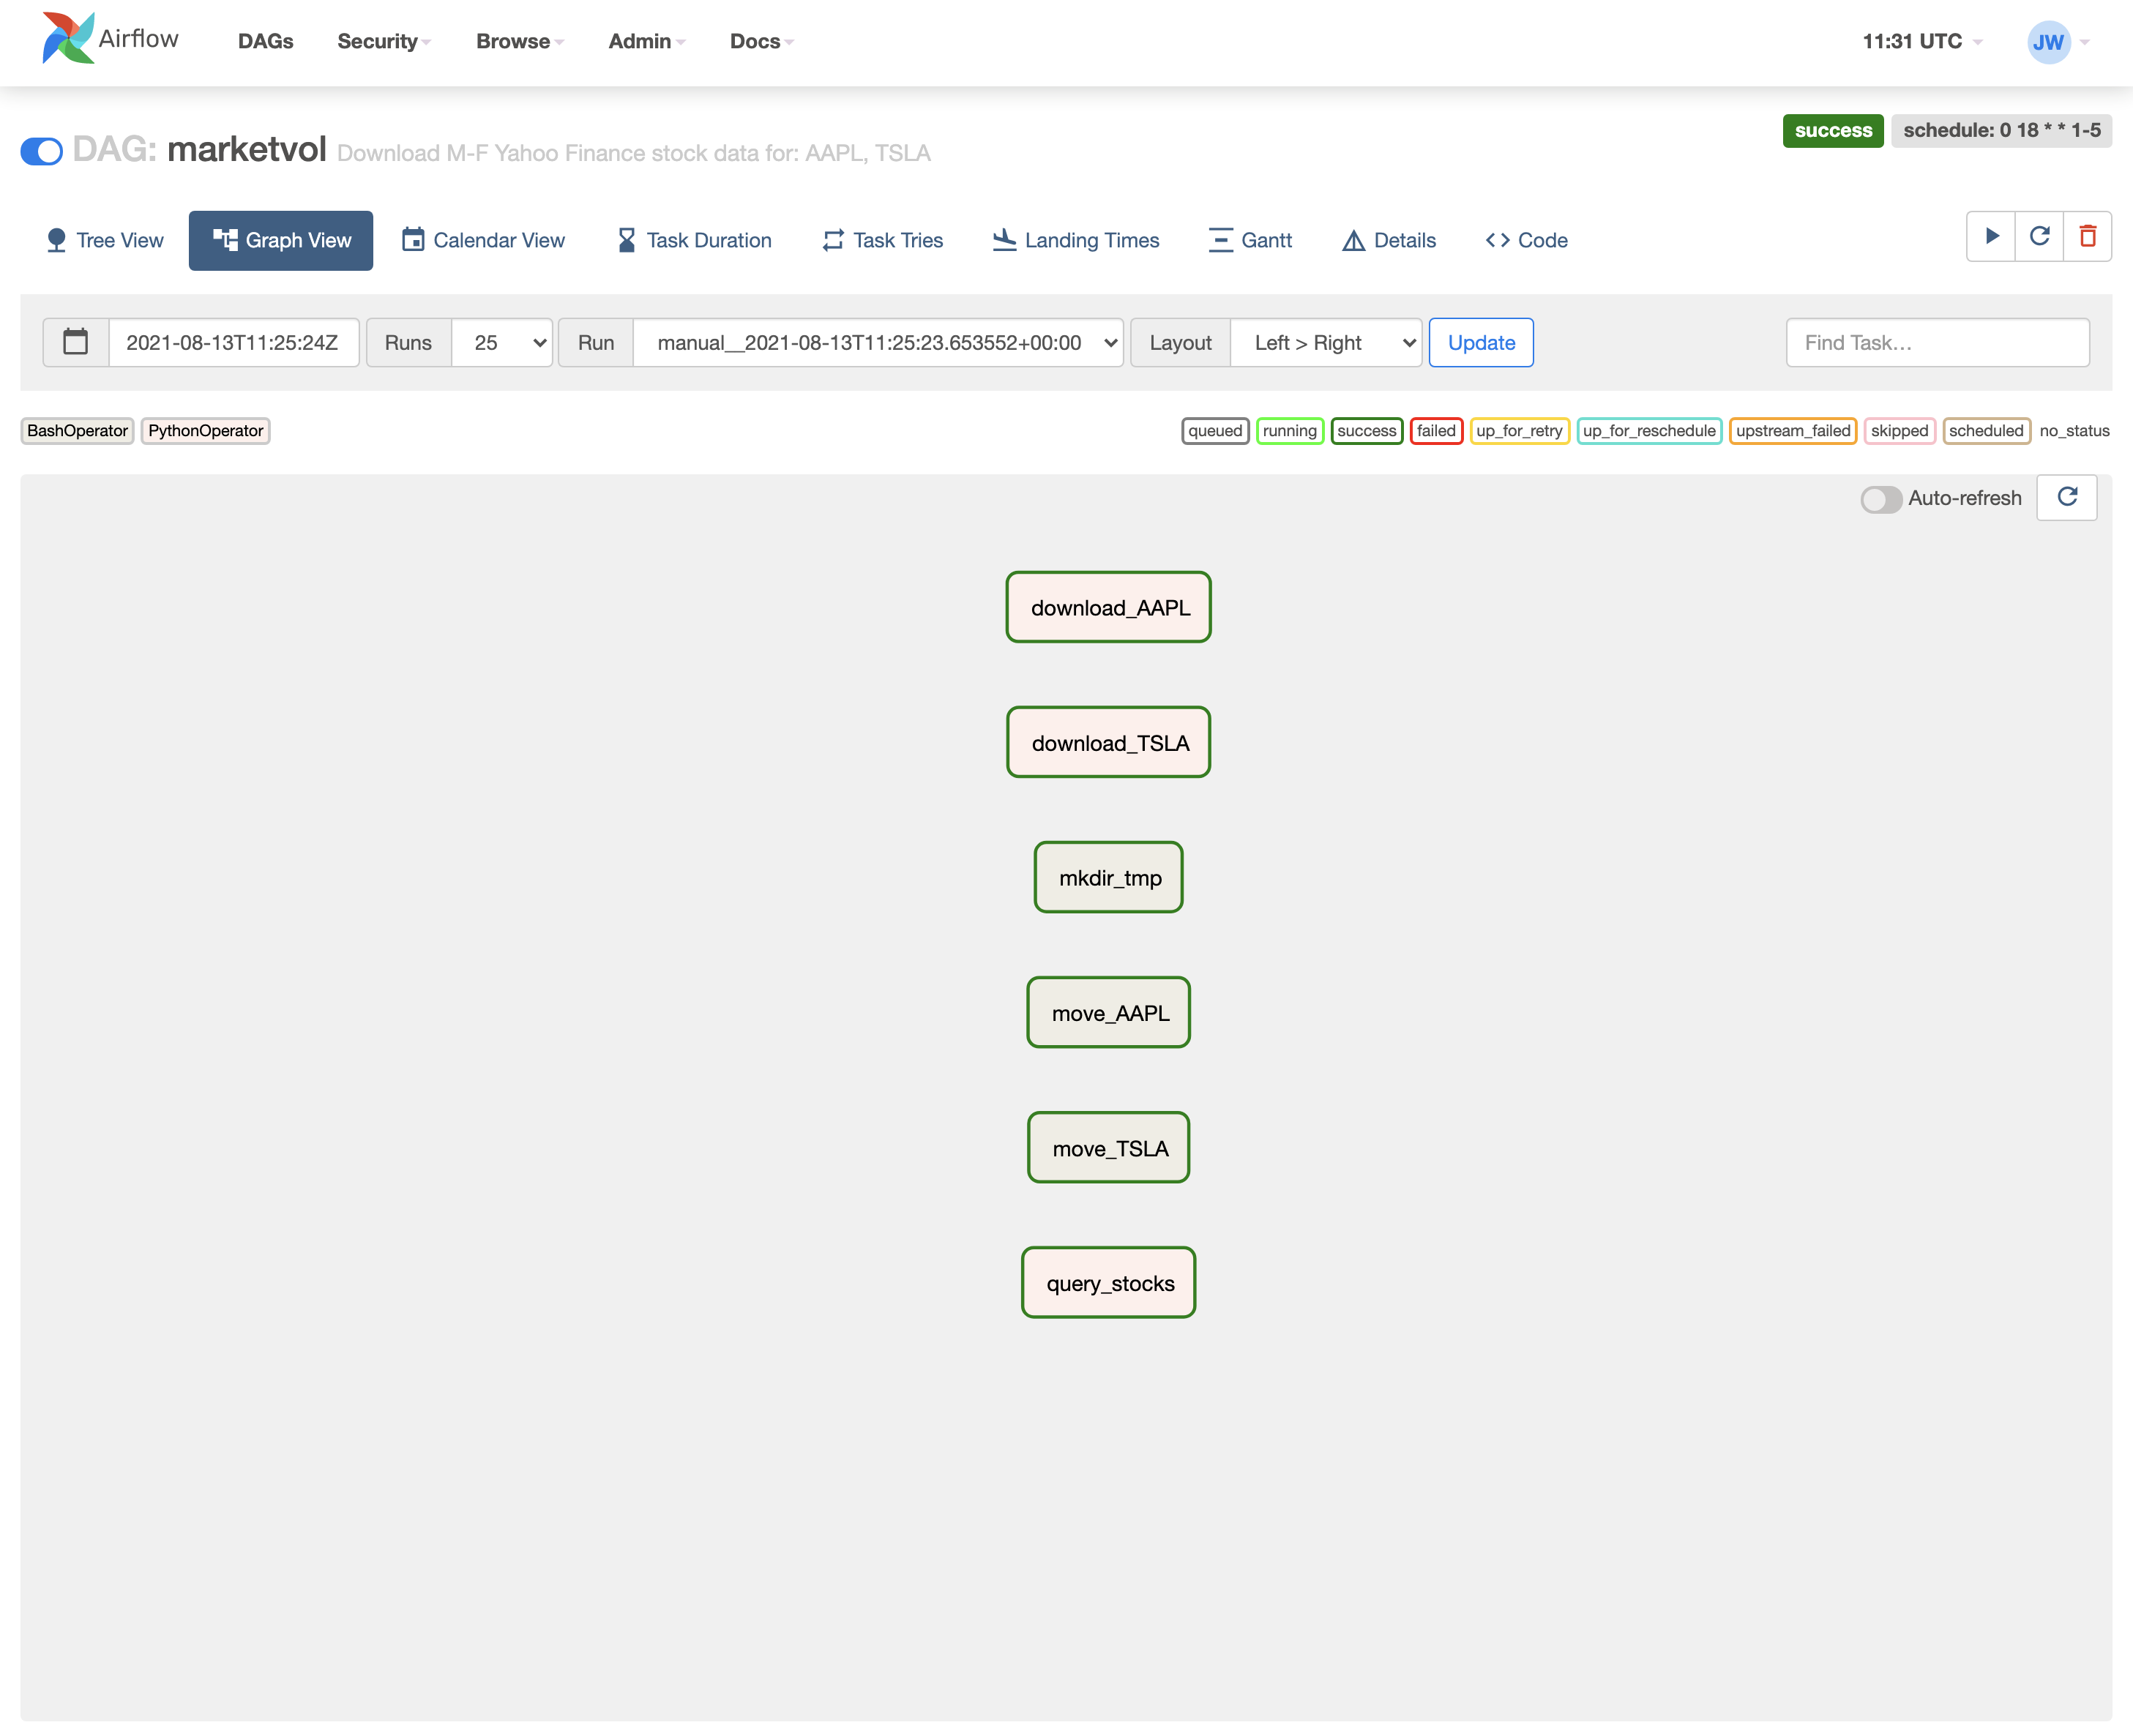 Airflow DAGs Security Browse Admin Docs 11:31 UTC JW
DAG: marketvol Download M-F Yahoo Finance stock data for: AAPL, TSLA success schedule: 0 18 * * 1-5
Tree View Graph View Calendar View Task Duration Task Tries Landing Times Gantt Details Code
2021-08-13T11:25:24Z Runs 25 Run manual__2021-08-13T11:25:23.653552+00:00 Layout Left > Right Update Find Task...
BashOperator PythonOperator queued running success failed up_for_retry up_for_reschedule upstream_failed skipped scheduled no_status
Auto-refresh
download_AAPL
download_TSLA
mkdir_tmp
move_AAPL
move_TSLA
query_stocks